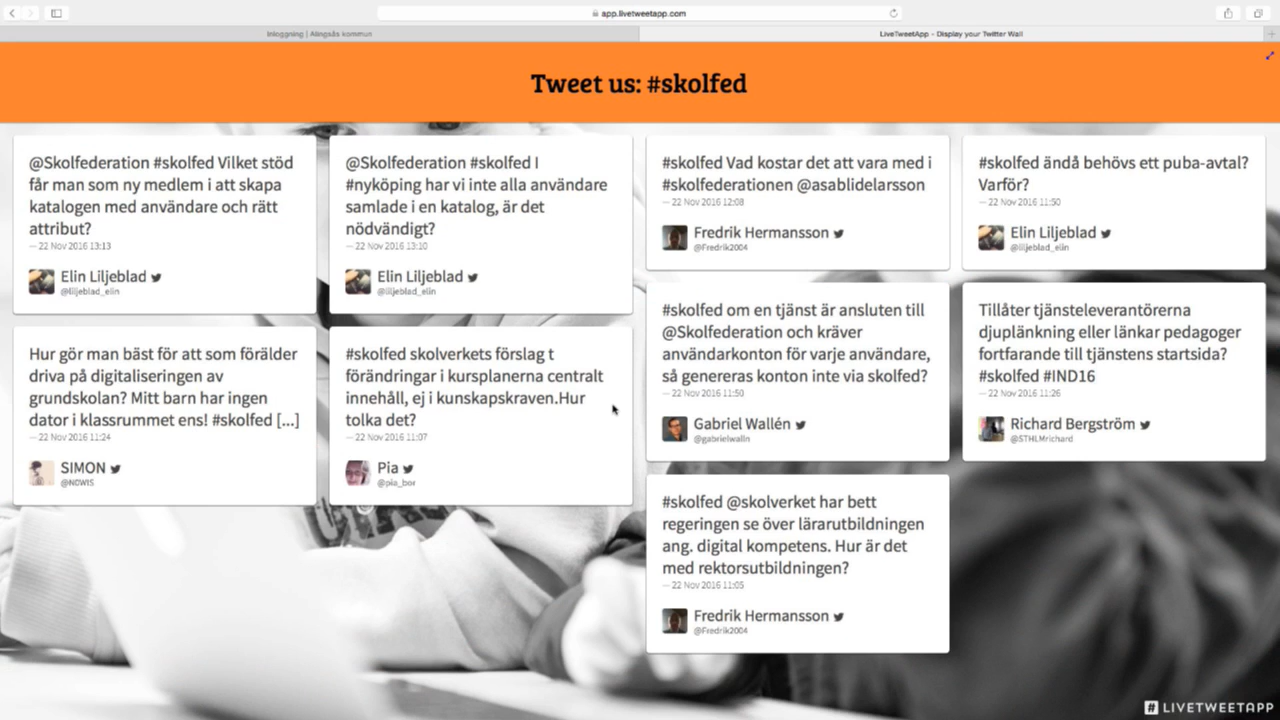 app.livetweetapp.com
Inloggning | Alingsås kommun
LiveTweetApp - Display your Twitter Wall
Tweet us: #skolfed
@Skolfederation #skolfed Vilket stöd
får man som ny medlem i att skapa
katalogen med användare och rätt
attribut?
— 22 Nov 2016 13:13
Elin Liljeblad
@liljeblad_elin
@Skolfederation #skolfed I
#nyköping har vi inte alla användare
samlade i en katalog, är det
nödvändigt?
— 22 Nov 2016 13:10
Elin Liljeblad
@liljeblad_elin
#skolfed Vad kostar det att vara med i
#skolfederationen @asablidelarsson
— 22 Nov 2016 12:08
Fredrik Hermansson
@Fredrik2004
#skolfed ändå behövs ett puba-avtal?
Varför?
— 22 Nov 2016 11:50
Elin Liljeblad
@liljeblad_elin
Hur gör man bäst för att som förälder
driva på digitaliseringen av
grundskolan? Mitt barn har ingen
dator i klassrummet ens! #skolfed [...]
— 22 Nov 2016 11:24
SIMON
@N0WIS
#skolfed skolverkets förslag t
förändringar i kursplanerna centralt
innehåll, ej i kunskapskraven.Hur
tolka det?
— 22 Nov 2016 11:07
Pia
@pia_boe
#skolfed om en tjänst är ansluten till
@Skolfederation och kräver
användarkonton för varje användare,
så genereras konton inte via skolfed?
— 22 Nov 2016 11:50
Gabriel Wallén
@gabrielwalln
Tillåter tjänsteleverantörerna
djuplänkning eller länkar pedagoger
fortfarande till tjänstens startsida?
#skolfed #IND16
— 22 Nov 2016 11:26
Richard Bergström
@STHLMrichard
#skolfed @skolverket har bett
regeringen se över lärarutbildningen
ang. digital kompetens. Hur är det
med rektorsutbildningen?
— 22 Nov 2016 11:05
Fredrik Hermansson
@Fredrik2004
# LIVETWEETAPP